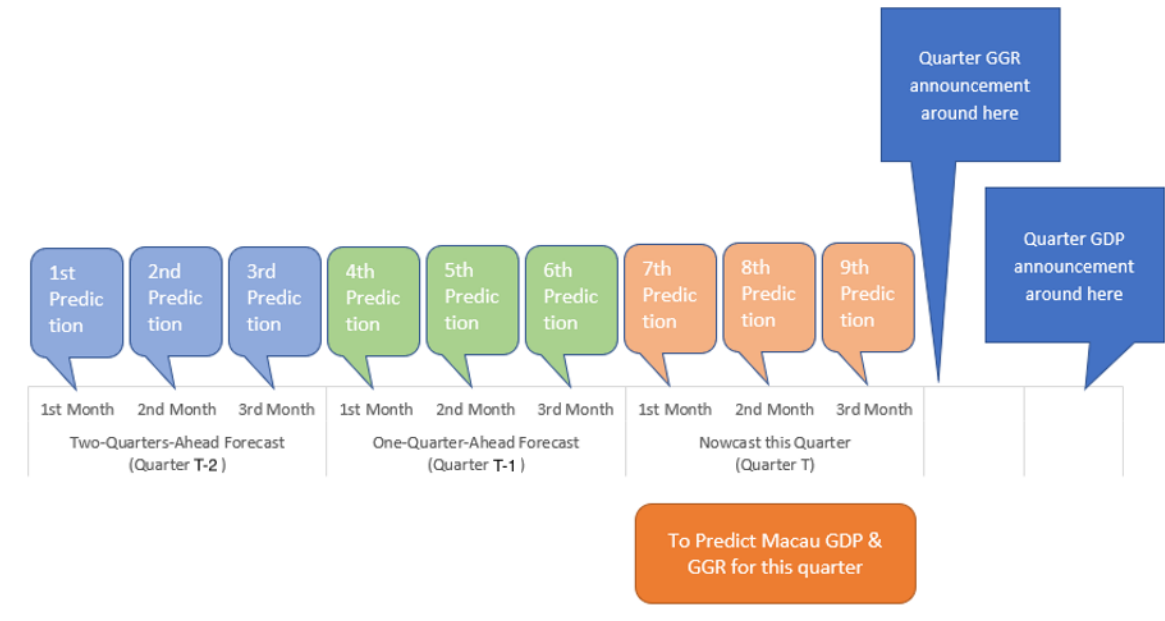 Quarter GGR
announcement
around here
Quarter GDP
announcement
around here
1st
Predic
tion
2nd
Predic
tion
3rd
Predic
tion
4th
Predic
tion
5th
Predic
tion
6th
Predic
tion
7th
Predic
tion
8th
Predic
tion
9th
Predic
tion
1st Month 2nd Month 3rd Month 1st Month 2nd Month 3rd Month 1st Month 2nd Month 3rd Month
Two-Quarters-Ahead Forecast
(Quarter T-2 )
One-Quarter-Ahead Forecast
(Quarter T-1 )
Nowcast this Quarter
(Quarter T)
To Predict Macau GDP &
GGR for this quarter